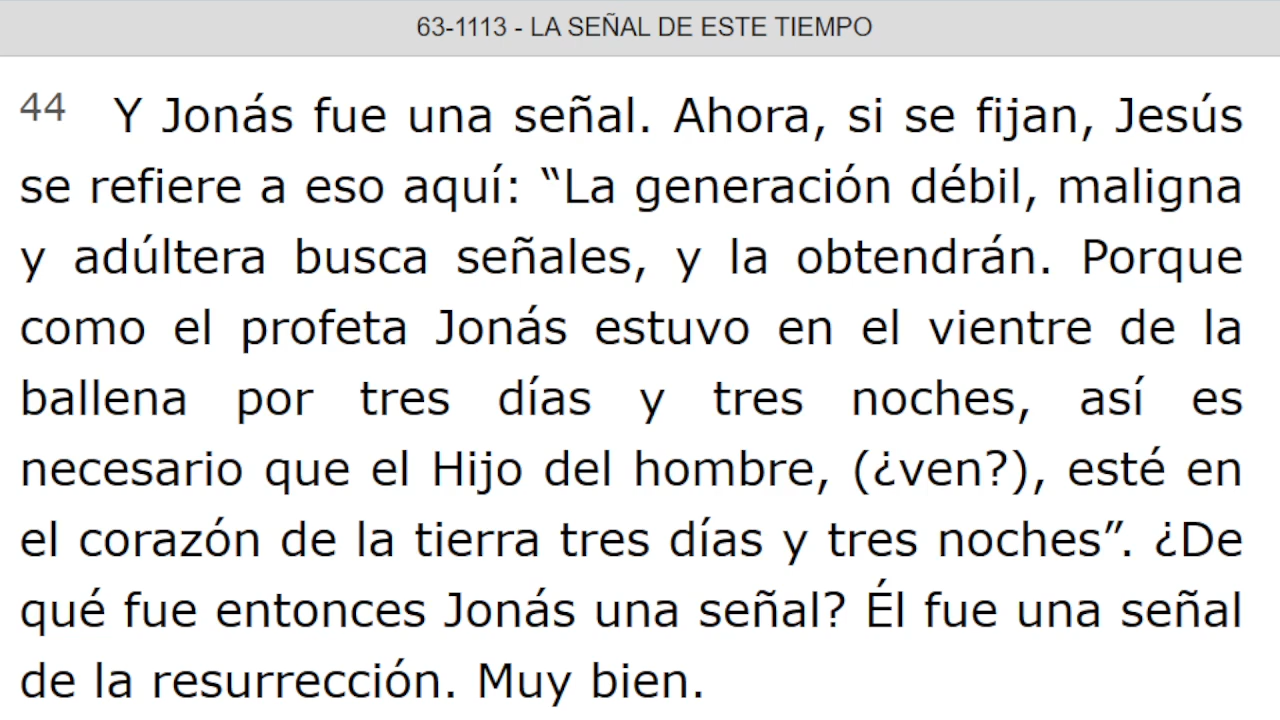 63-1113 - LA SEÑAL DE ESTE TIEMPO
44 Y Jonás fue una señal. Ahora, si se fijan, Jesús
se refiere a eso aquí: “La generación débil, maligna
y adúltera busca señales, y la obtendrán. Porque
como el profeta Jonás estuvo en el vientre de la
ballena por tres días y tres noches, así es
necesario que el Hijo del hombre, (¿ven?), esté en
el corazón de la tierra tres días y tres noches”. ¿De
qué fue entonces Jonás una señal? Él fue una señal
de la resurrección. Muy bien.